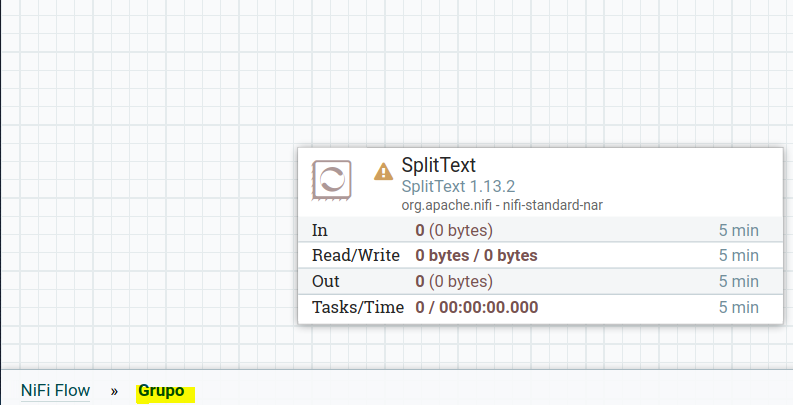 SplitText
SplitText 1.13.2
org.apache.nifi - nifi-standard-nar
In 0 (0 bytes) 5 min
Read/Write 0 bytes / 0 bytes 5 min
Out 0 (0 bytes) 5 min
Tasks/Time 0 / 00:00:00.000 5 min
NiFi Flow » Grupo